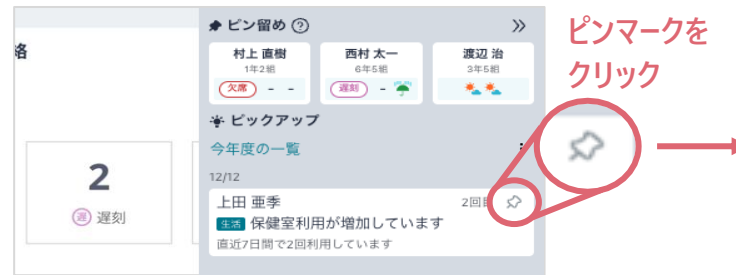 絡
2
遅 遅刻
ピン留め ?
村上 直樹
1年2組
欠席 - -
西村 太一
6年5組
遅刻 -
渡辺 治
3年5組
ピックアップ
今年度の一覧
12/12
上田 亜季 2回
生活 保健室利用が増加しています
直近7日間で2回利用しています
ピンマークを
クリック